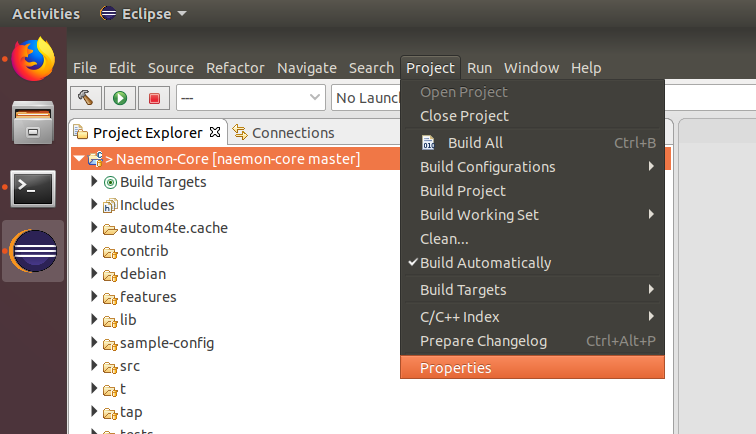 Activities Eclipse
File Edit Source Refactor Navigate Search Project Run Window Help
--- No Launc
Project Explorer Connections
> Naemon-Core [naemon-core master]
Build Targets
Includes
autom4te.cache
contrib
debian
features
lib
sample-config
src
t
tap
tests
Open Project
Close Project
010 Build All Ctrl+B
Build Configurations
Build Project
Build Working Set
Clean...
Build Automatically
Build Targets
C/C++ Index
Prepare Changelog Ctrl+Alt+P
Properties